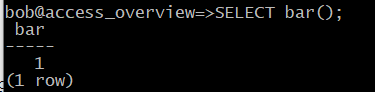 bob@access_overview=>SELECT bar();
 bar
-----
   1
(1 row)